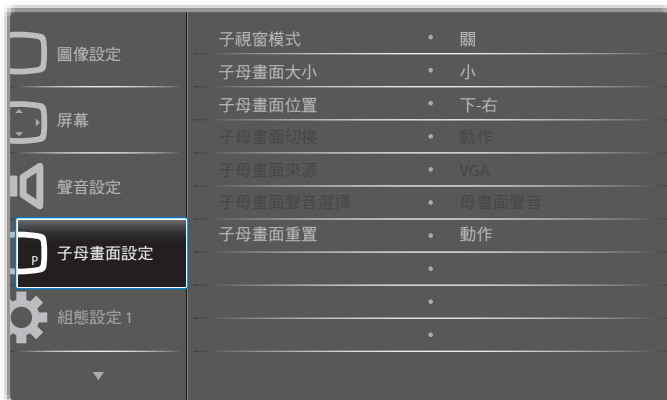 圖像設定
屏幕
聲音設定
P
子母畫面設定
組態設定 1
子視窗模式 • 關
子母畫面大小 • 小
子母畫面位置 • 下-右
子母畫面切換 • 動作
子母畫面來源 • VGA
子母畫面聲音選擇 • 母畫面聲音
子母畫面重置 • 動作
•
•
•